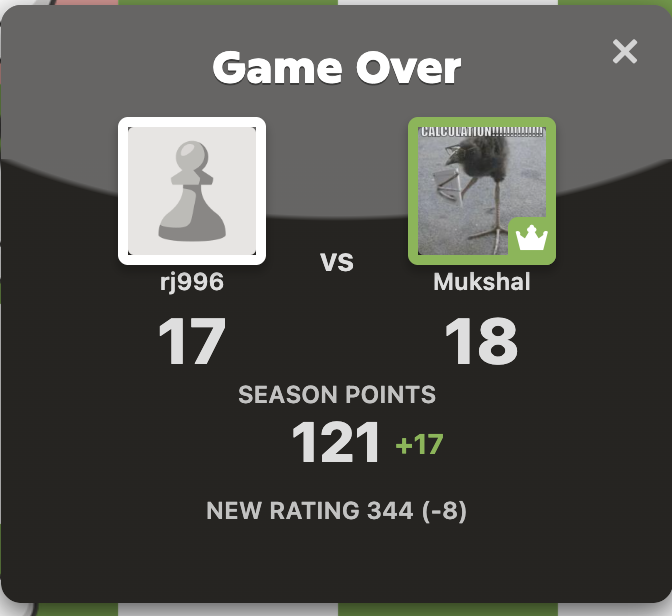 Game Over
CALCULATION!!!!!!!!!!!!!!
vs
rj996
Mukshal
17
18
SEASON POINTS
121 +17
NEW RATING 344 (-8)